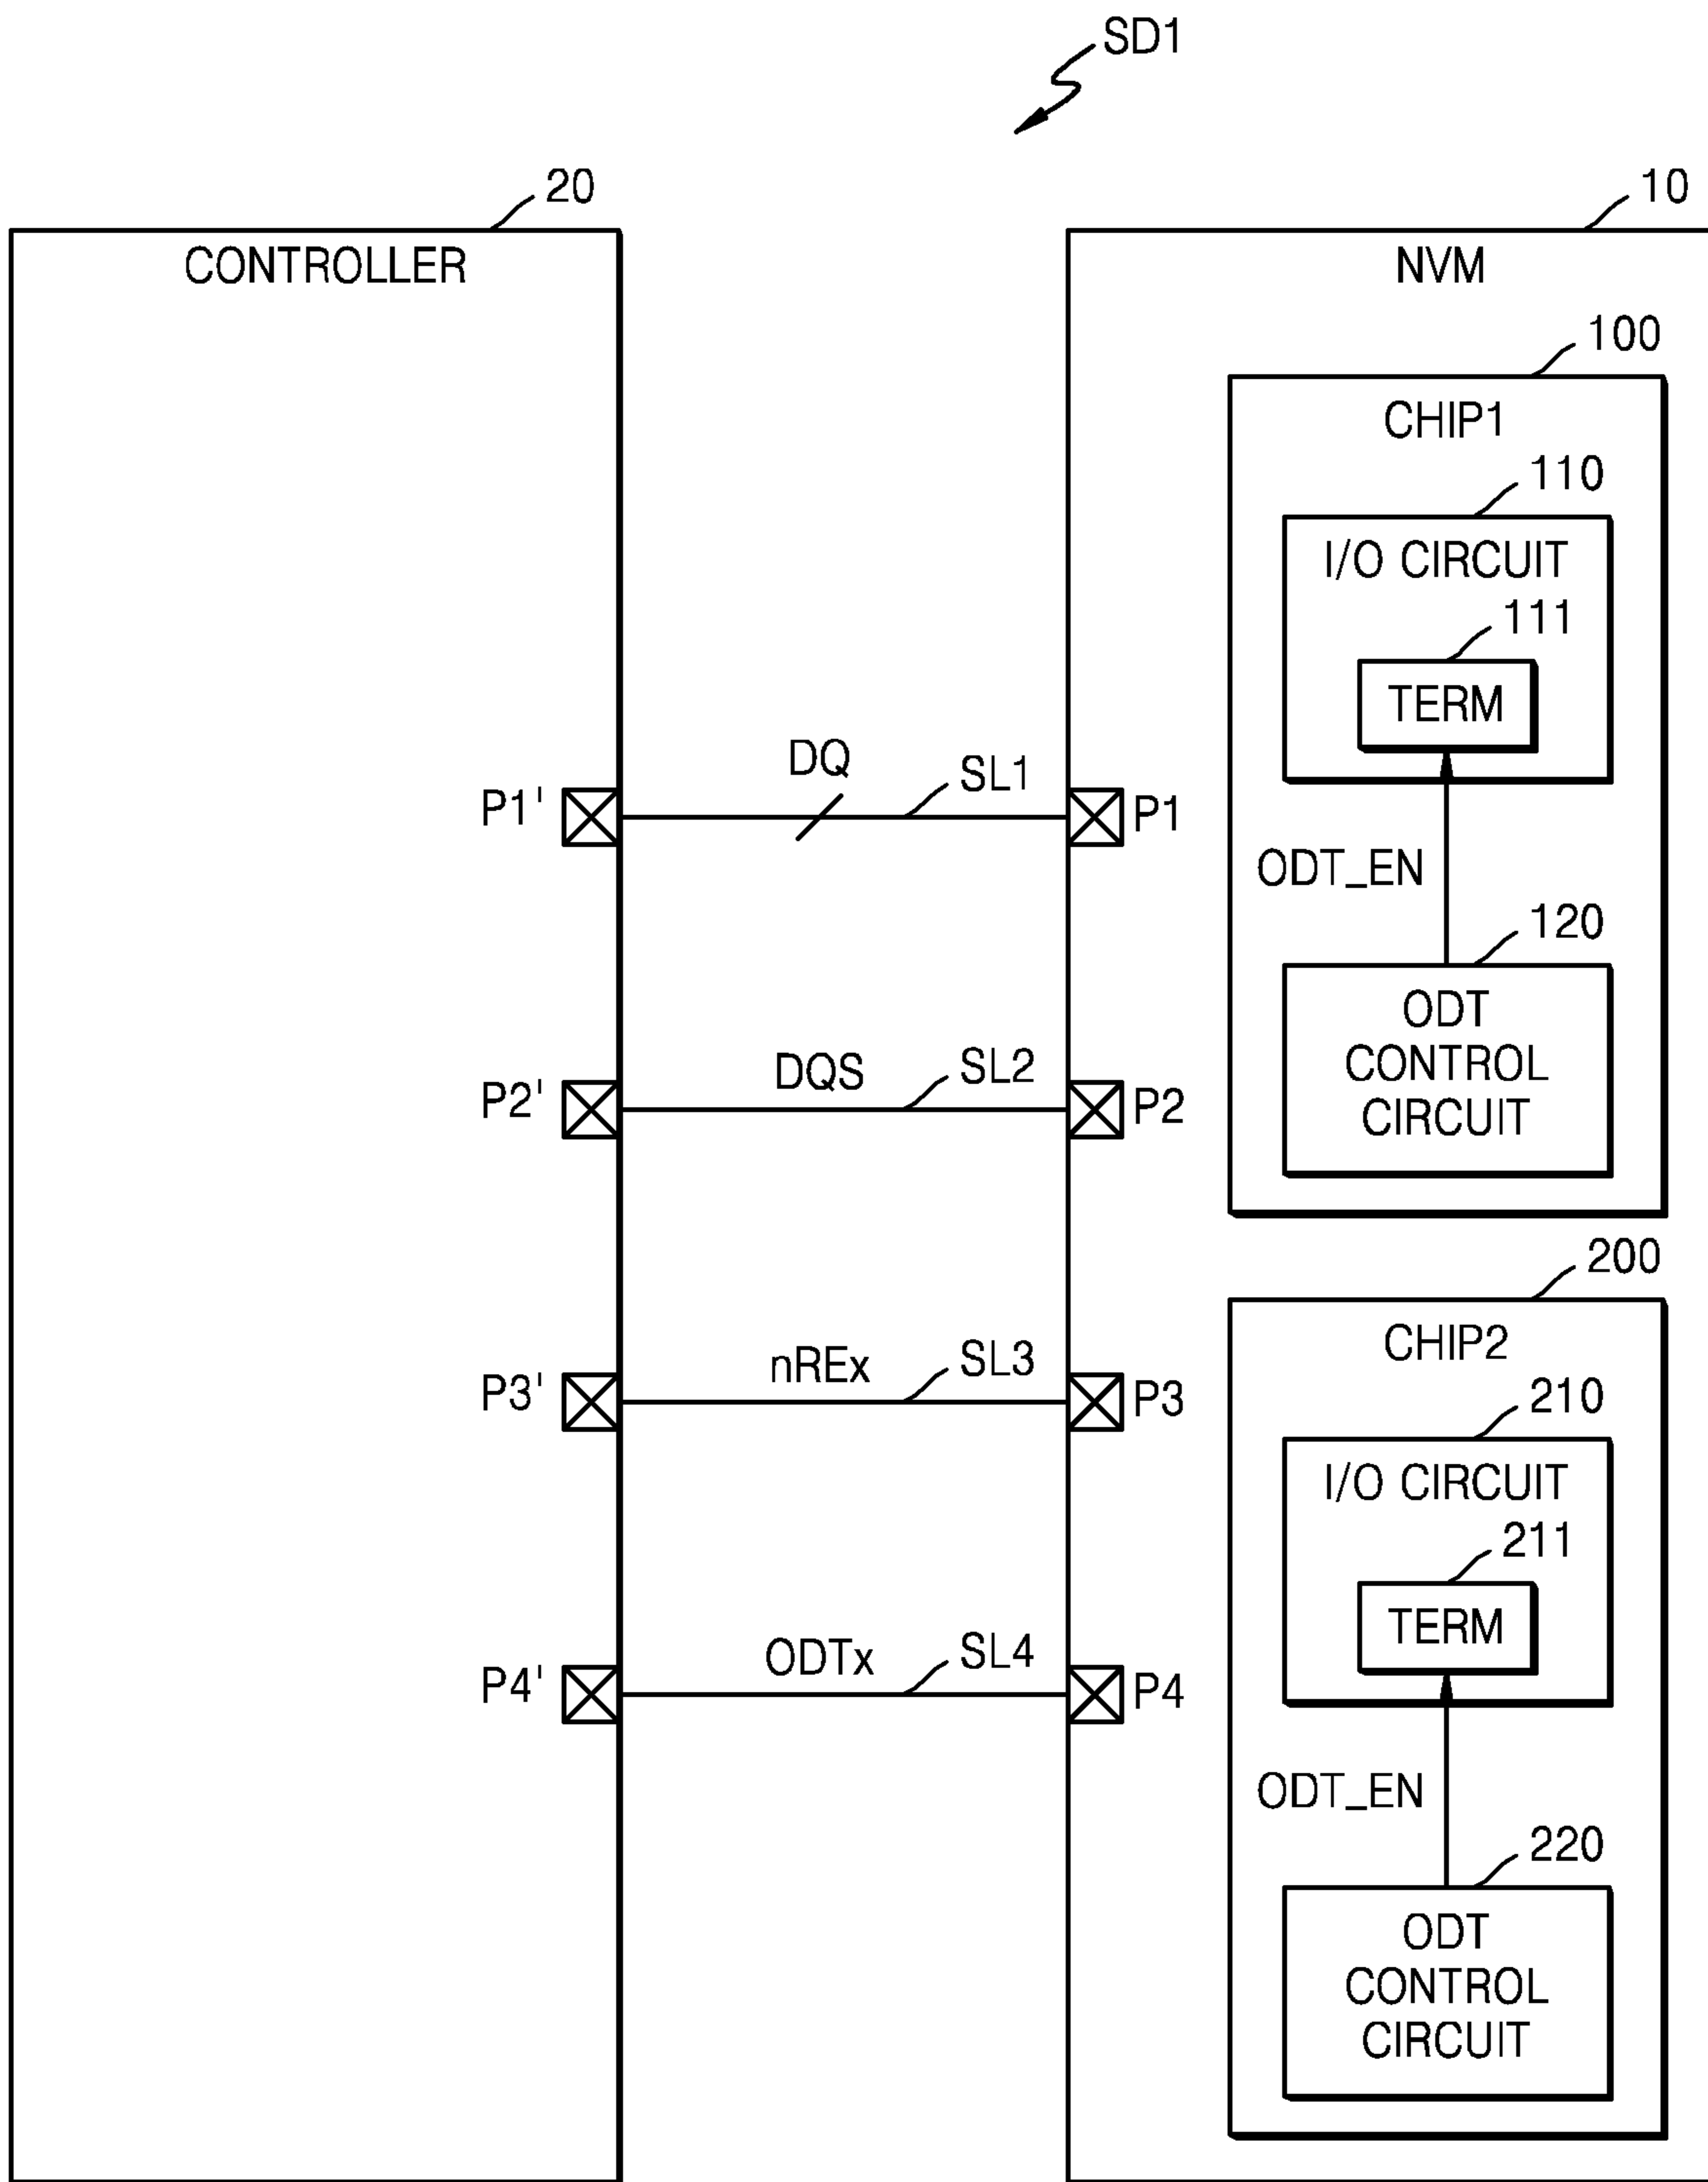 SD1
20
10
CONTROLLER
NVM
100
CHIP1
110
I/O CIRCUIT
111
TERM
DQ
SL1
P1'
P1
ODT_EN
120
ODT
CONTROL
CIRCUIT
DQS
SL2
P2'
P2
200
CHIP2
nREx
SL3
P3'
P3
210
I/O CIRCUIT
211
TERM
ODTx
SL4
P4'
P4
ODT_EN
220
ODT
CONTROL
CIRCUIT